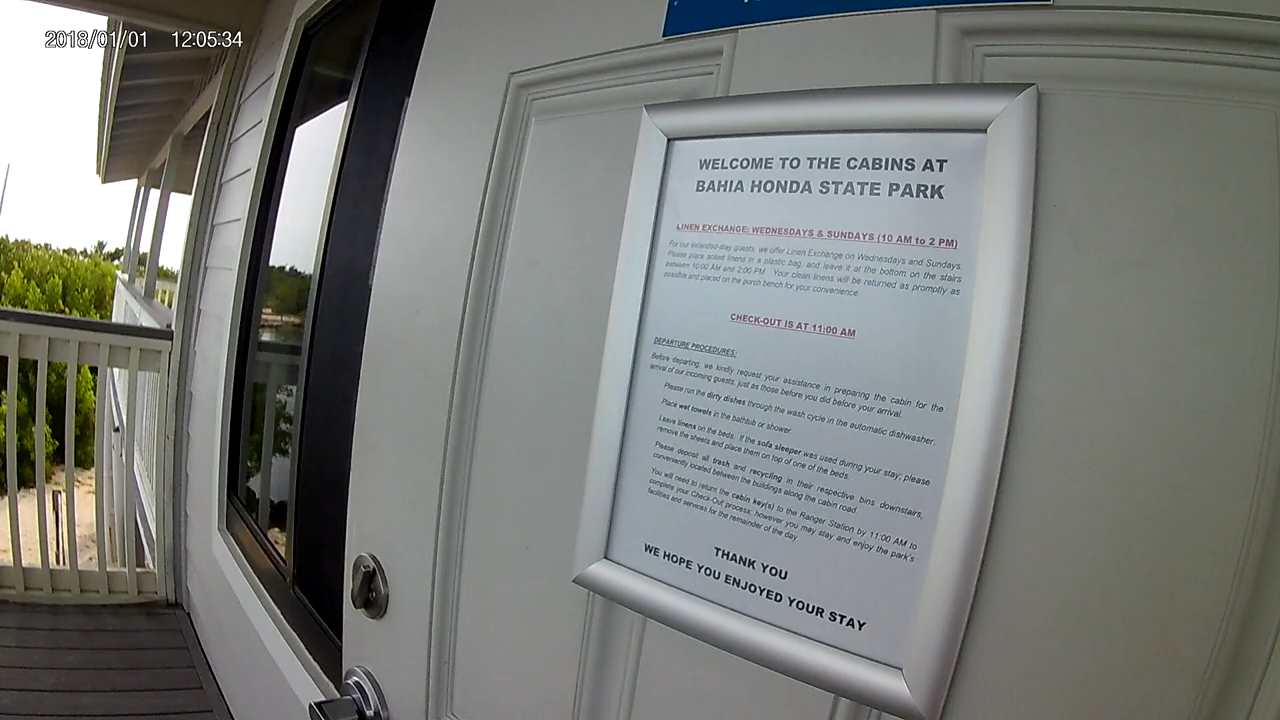 2018/01/01 12:05:34
WELCOME TO THE CABINS AT
BAHIA HONDA STATE PARK
LINEN EXCHANGE: WEDNESDAYS & SUNDAYS (10 AM to 2 PM)
For our extended-stay guests, we offer Linen Exchange on Wednesdays and Sundays.
Please place soiled linens in a plastic bag, and leave it at the bottom on the stairs
between 10:00 AM and 2:00 PM. Your clean linens will be returned as promptly as
possible and placed on the porch bench for your convenience.
CHECK-OUT IS AT 11:00 AM
DEPARTURE PROCEDURES:
Before departing, we kindly request your assistance in preparing the cabin for the
arrival of our incoming guests, just as those before you did before your arrival.
Please run the dirty dishes through the wash cycle in the automatic dishwasher.
Place wet towels in the bathtub or shower.
Leave linens on the beds. If the sofa sleeper was used during your stay, please
remove the sheets and place them on top of one of the beds.
Please deposit all trash and recycling in their respective bins downstairs,
conveniently located between the buildings along the cabin road.
You will need to return the cabin key(s) to the Ranger Station by 11:00 AM to
complete your Check-Out process; however you may stay and enjoy the park's
facilities and services for the remainder of the day.
THANK YOU
WE HOPE YOU ENJOYED YOUR STAY